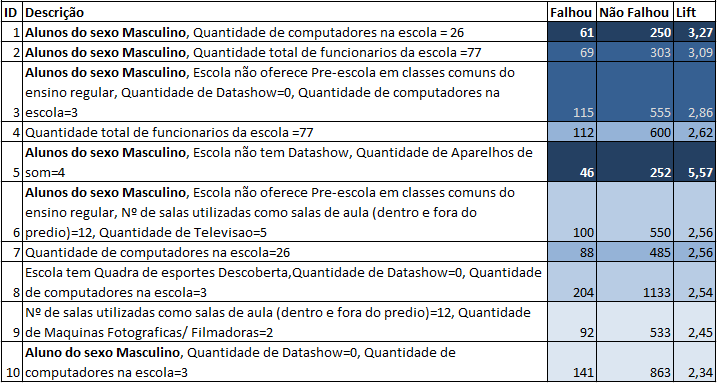 ID Descrição Falhou Não Falhou Lift
1 Alunos do sexo Masculino, Quantidade de computadores na escola = 26 61 250 3,27
2 Alunos do sexo Masculino, Quantidade total de funcionarios da escola =77 69 303 3,09
Alunos do sexo Masculino, Escola não oferece Pre-escola em classes comuns do
ensino regular, Quantidade de Datashow=0, Quantidade de computadores na
3 escola=3 115 555 2,86
4 Quantidade total de funcionarios da escola =77 112 600 2,62
Alunos do sexo Masculino, Escola não tem Datashow, Quantidade de Aparelhos de
5 som=4 46 252 5,57
Alunos do sexo Masculino, Escola não oferece Pre-escola em classes comuns do
ensino regular, Nº de salas utilizadas como salas de aula (dentro e fora do
6 predio)=12, Quantidade de Televisao=5 100 550 2,56
7 Quantidade de computadores na escola=26 88 485 2,56
Escola tem Quadra de esportes Descoberta,Quantidade de Datashow=0, Quantidade
8 de computadores na escola=3 204 1133 2,54
Nº de salas utilizadas como salas de aula (dentro e fora do predio)=12, Quantidade
9 de Maquinas Fotograficas/ Filmadoras=2 92 533 2,45
Aluno do sexo Masculino, Quantidade de Datashow=0, Quantidade de
10 computadores na escola=3 141 863 2,34